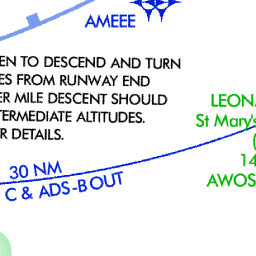 AMEEE
EN TO DESCEND AND TURN
ES FROM RUNWAY END
ER MILE DESCENT SHOULD
TERMEDIATE ALTITUDES.
R DETAILS.
LEON
St Mary's
(
14
AWOS
30 NM
C & ADS-B OUT